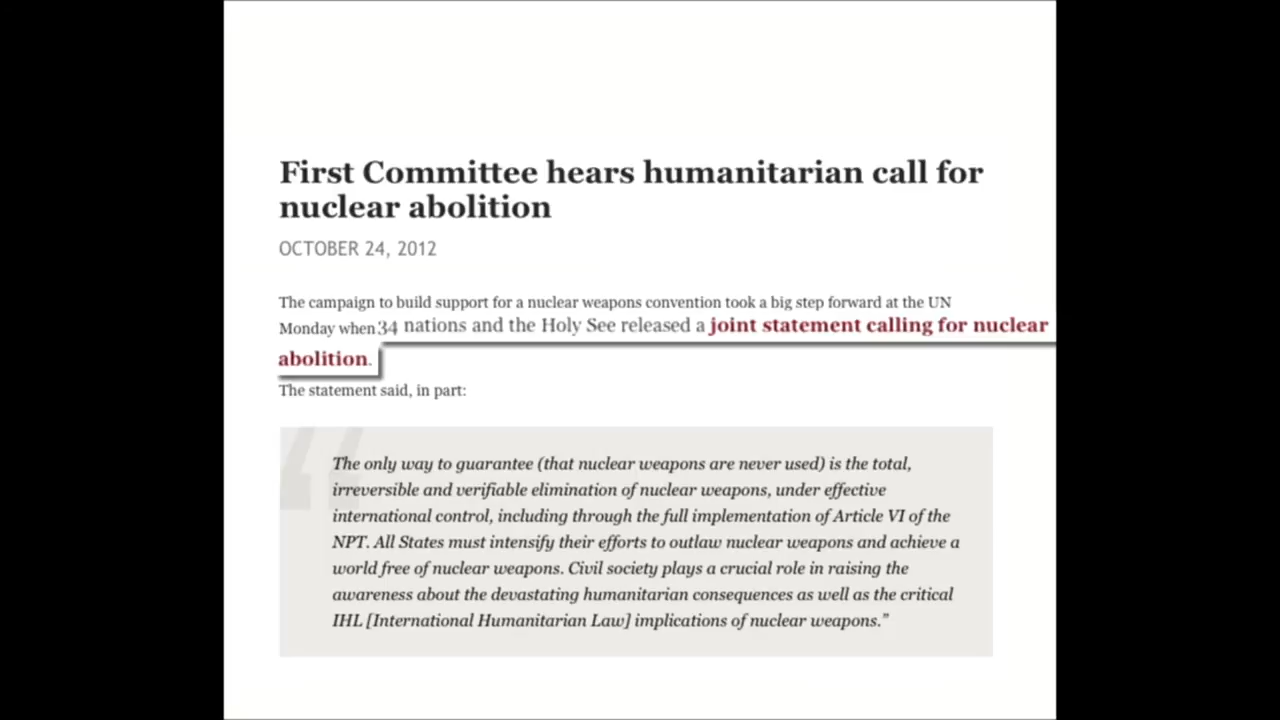 First Committee hears humanitarian call for
nuclear abolition
OCTOBER 24, 2012
The campaign to build support for a nuclear weapons convention took a big step forward at the UN
Monday when 34 nations and the Holy See released a joint statement calling for nuclear
abolition.
The statement said, in part:
“
The only way to guarantee (that nuclear weapons are never used) is the total,
irreversible and verifiable elimination of nuclear weapons, under effective
international control, including through the full implementation of Article VI of the
NPT. All States must intensify their efforts to outlaw nuclear weapons and achieve a
world free of nuclear weapons. Civil society plays a crucial role in raising the
awareness about the devastating humanitarian consequences as well as the critical
IHL [International Humanitarian Law] implications of nuclear weapons.”